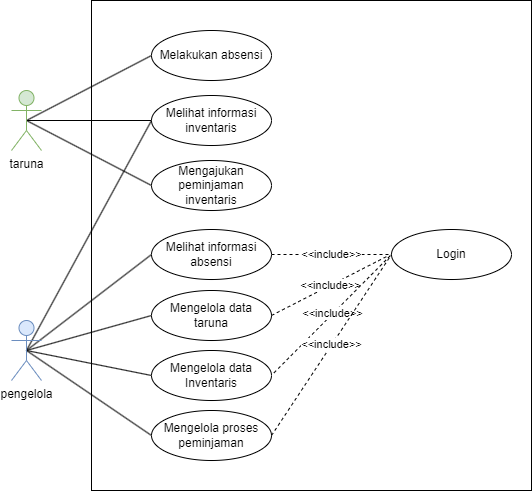 Melakukan absensi
taruna
Melihat informasi
inventaris
Mengajukan
peminjaman
inventaris
Melihat informasi
absensi
<<include>>
Login
Mengelola data
taruna
<<include>>
<<include>>
pengelola
Mengelola data
Inventaris
<<include>>
Mengelola proses
peminjaman